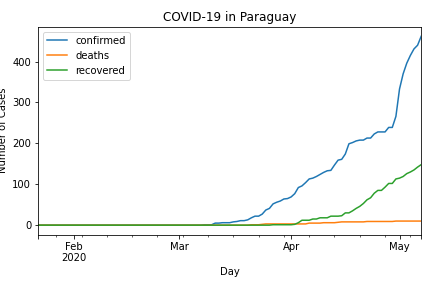 COVID-19 in Paraguay
confirmed
deaths
recovered
Number of Cases
400
300
200
100
0
Feb
2020
Mar
Apr
May
Day